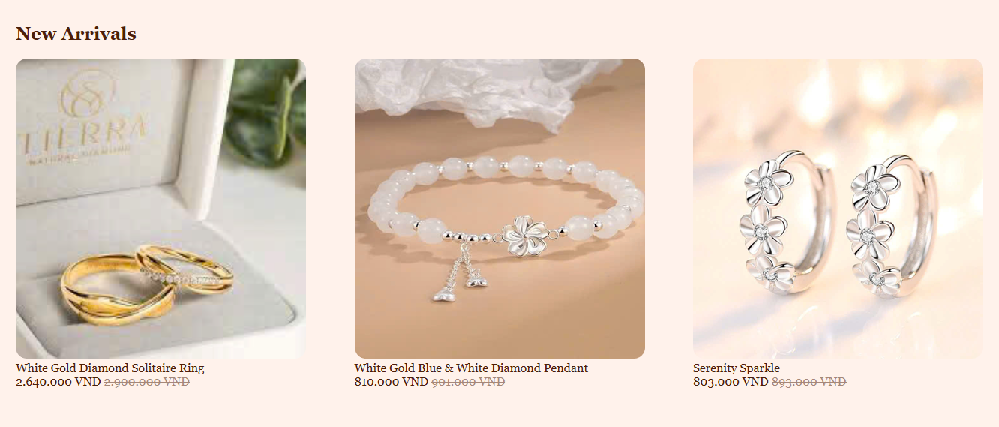 New Arrivals
TIERRA
NATURAL DIAMOND
White Gold Diamond Solitaire Ring
2.640.000 VND 2.900.000 VND
White Gold Blue & White Diamond Pendant
810.000 VND 901.000 VND
Serenity Sparkle
803.000 VND 893.000 VND